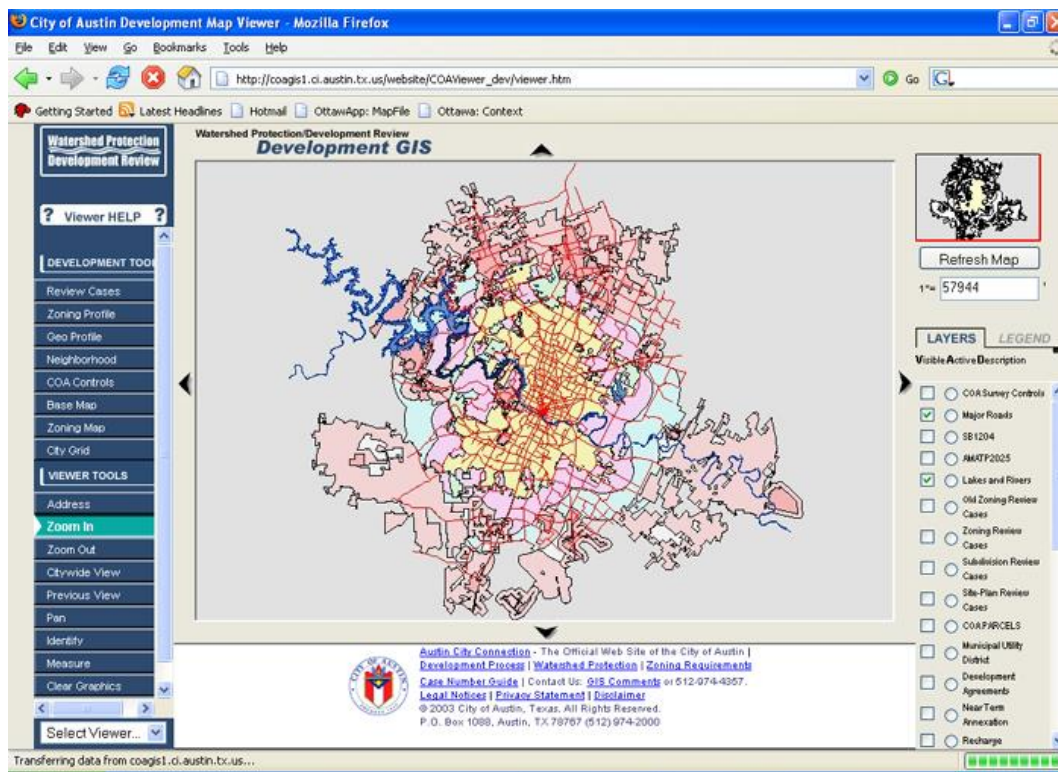 City of Austin Development Map Viewer - Mozilla Firefox
File Edit View Go Bookmarks Tools Help
http://coagis1.ci.austin.tx.us/website/COAViewer_dev/viewer.htm
Go
G
Getting Started Latest Headlines Hotmail OttawApp: MapFile Ottawa: Context
Watershed Protection
Development Review
Watershed Protection/Development Review
Development GIS
? Viewer HELP ?
DEVELOPMENT TOO
Review Cases
Zoning Profile
Geo Profile
Neighborhood
COA Controls
Base Map
Zoning Map
City Grid
VIEWER TOOLS
Address
Zoom In
Zoom Out
Citywide View
Previous View
Pan
Identify
Measure
Clear Graphics
Select Viewer...
Refresh Map
1"= 57944 '
LAYERS LEGEND
Visible Active Description
COA Survey Controls
Major Roads
SB1204
AMATP2025
Lakes and Rivers
Old Zoning Review
Cases
Zoning Review
Cases
Subdivision Review
Cases
Site-Plan Review
Cases
COAPARCELS
Municipal Utility
District
Development
Agreements
Near Term
Annexation
Recharge
Austin City Connection - The Official Web Site of the City of Austin |
Development Process | Watershed Protection | Zoning Requirements
Case Number Guide | Contact Us: GIS Comments or 512-974-4357.
Legal Notices | Privacy Statement | Disclaimer
© 2003 City of Austin, Texas. All Rights Reserved.
P.O. Box 1088, Austin, TX 78767 (512) 974-2000
CITY OF AUSTIN
Transferring data from coagis1.ci.austin.tx.us...